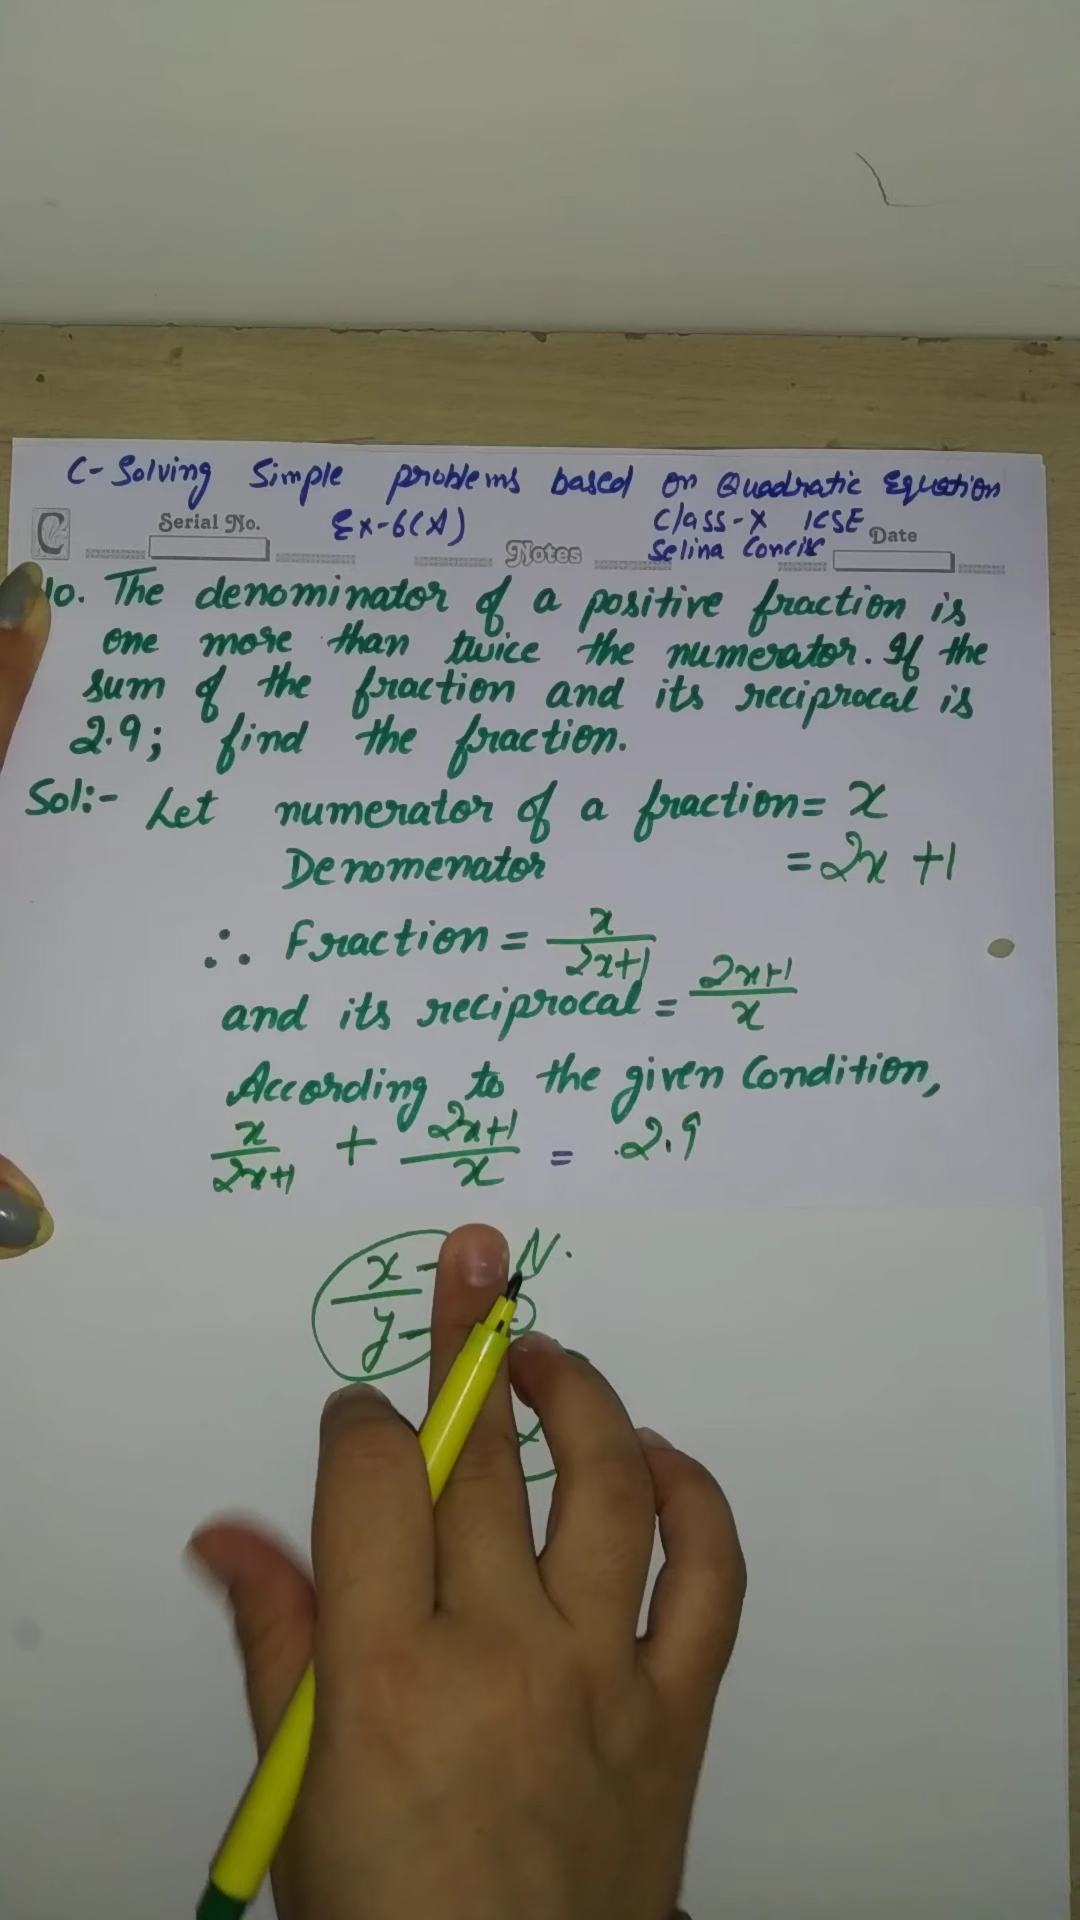 C- Solving Simple problems based on Quadratic Equation
C Serial No. Ex-6(A) Notes Class-X ICSE Date
Selina Concise
10. The denominator of a positive fraction is
one more than twice the numerator. If the
sum of the fraction and its reciprocal is
2.9; find the fraction.
Sol:- Let numerator of a fraction = x
Denomenator = 2x +1
∴ Fraction = x/2x+1
and its reciprocal = 2x+1/x
According to the given Condition,
x/2x+1 + 2x+1/x = 2.9
x - N.
y -
x